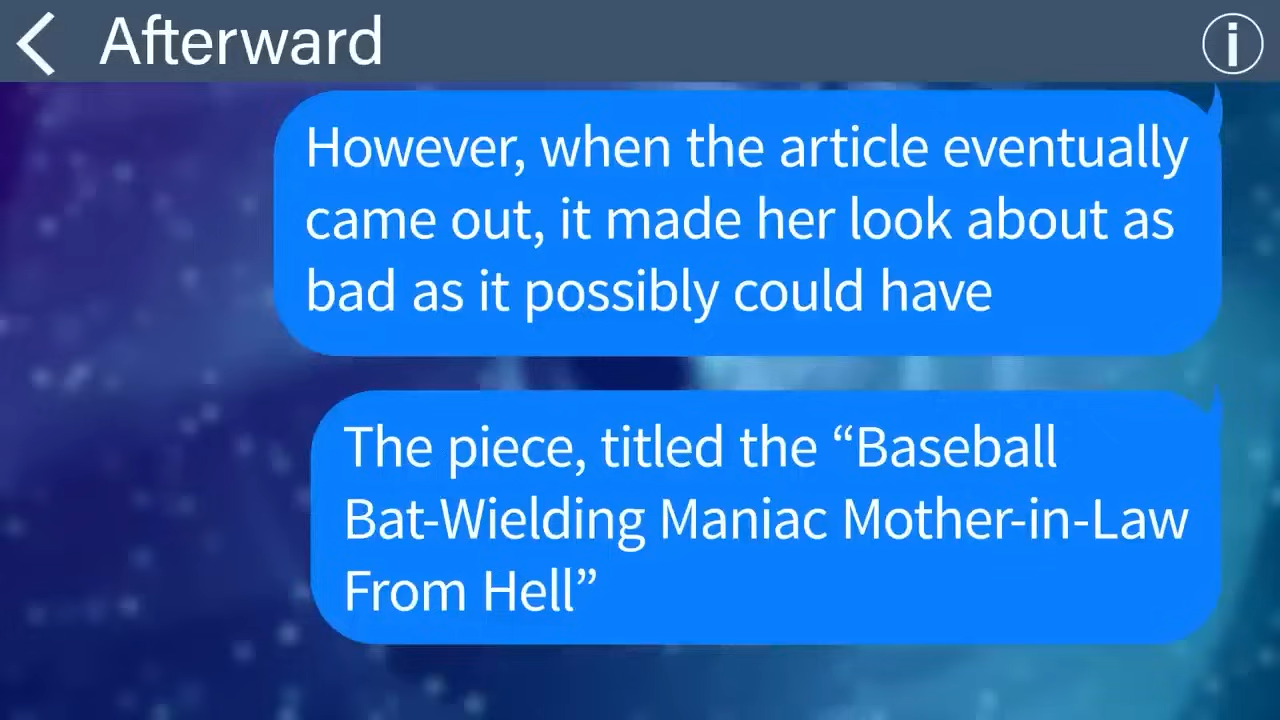 Afterward
However, when the article eventually
came out, it made her look about as
bad as it possibly could have
The piece, titled the “Baseball
Bat-Wielding Maniac Mother-in-Law
From Hell”